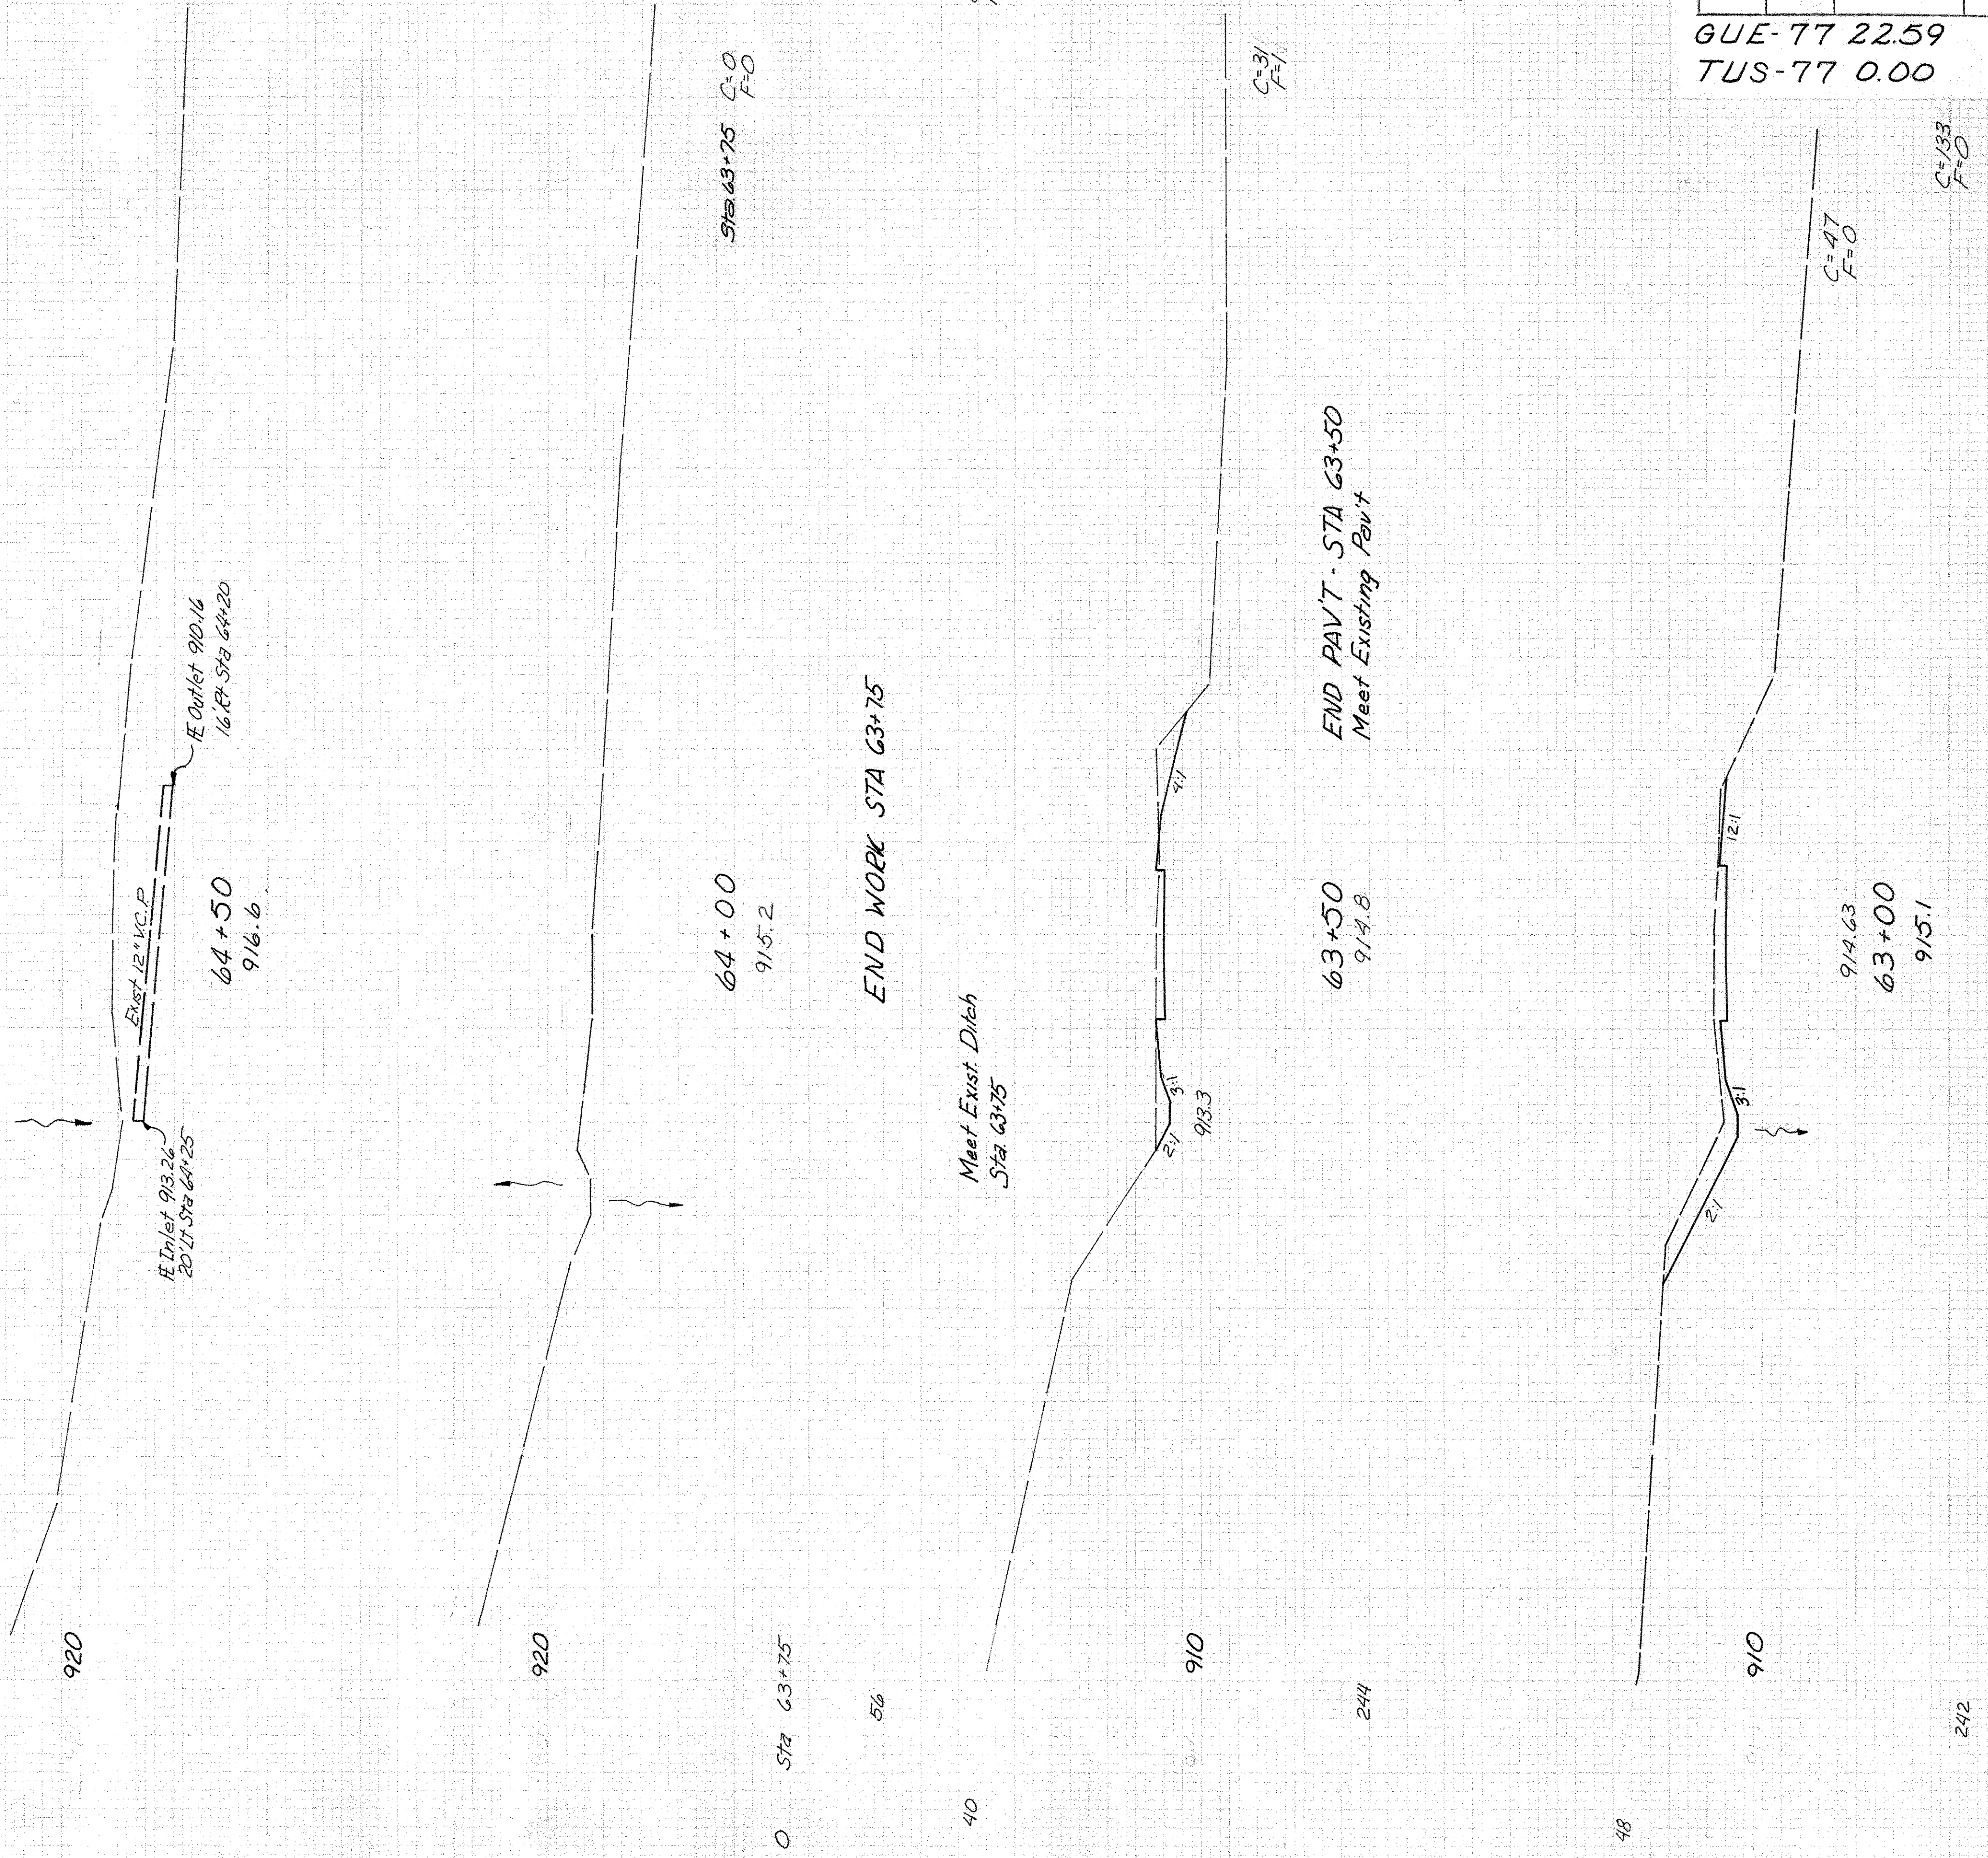 GUE-77 22.59
TUS-77 0.00
Exist 12" V.C.P.
℄ Outlet 910.16
16' Rt Sta 64+20
℄ Inlet 913.26
20' Lt Sta 64+25
64+50
916.6
920
Sta. 63+75 C=0
F=0
64+00
915.2
920
END WORK STA 63+75
Sta 63+75
0
56
Meet Exist. Ditch
Sta. 63+75
40
C=31
F=1
4:1
3:1
2:1
913.3
910
END PAV'T - STA 63+50
Meet Existing Pav't
63+50
914.8
244
C=47
F=0
12:1
3:1
2:1
48
910
914.63
63+00
915.1
C=133
F=0
242